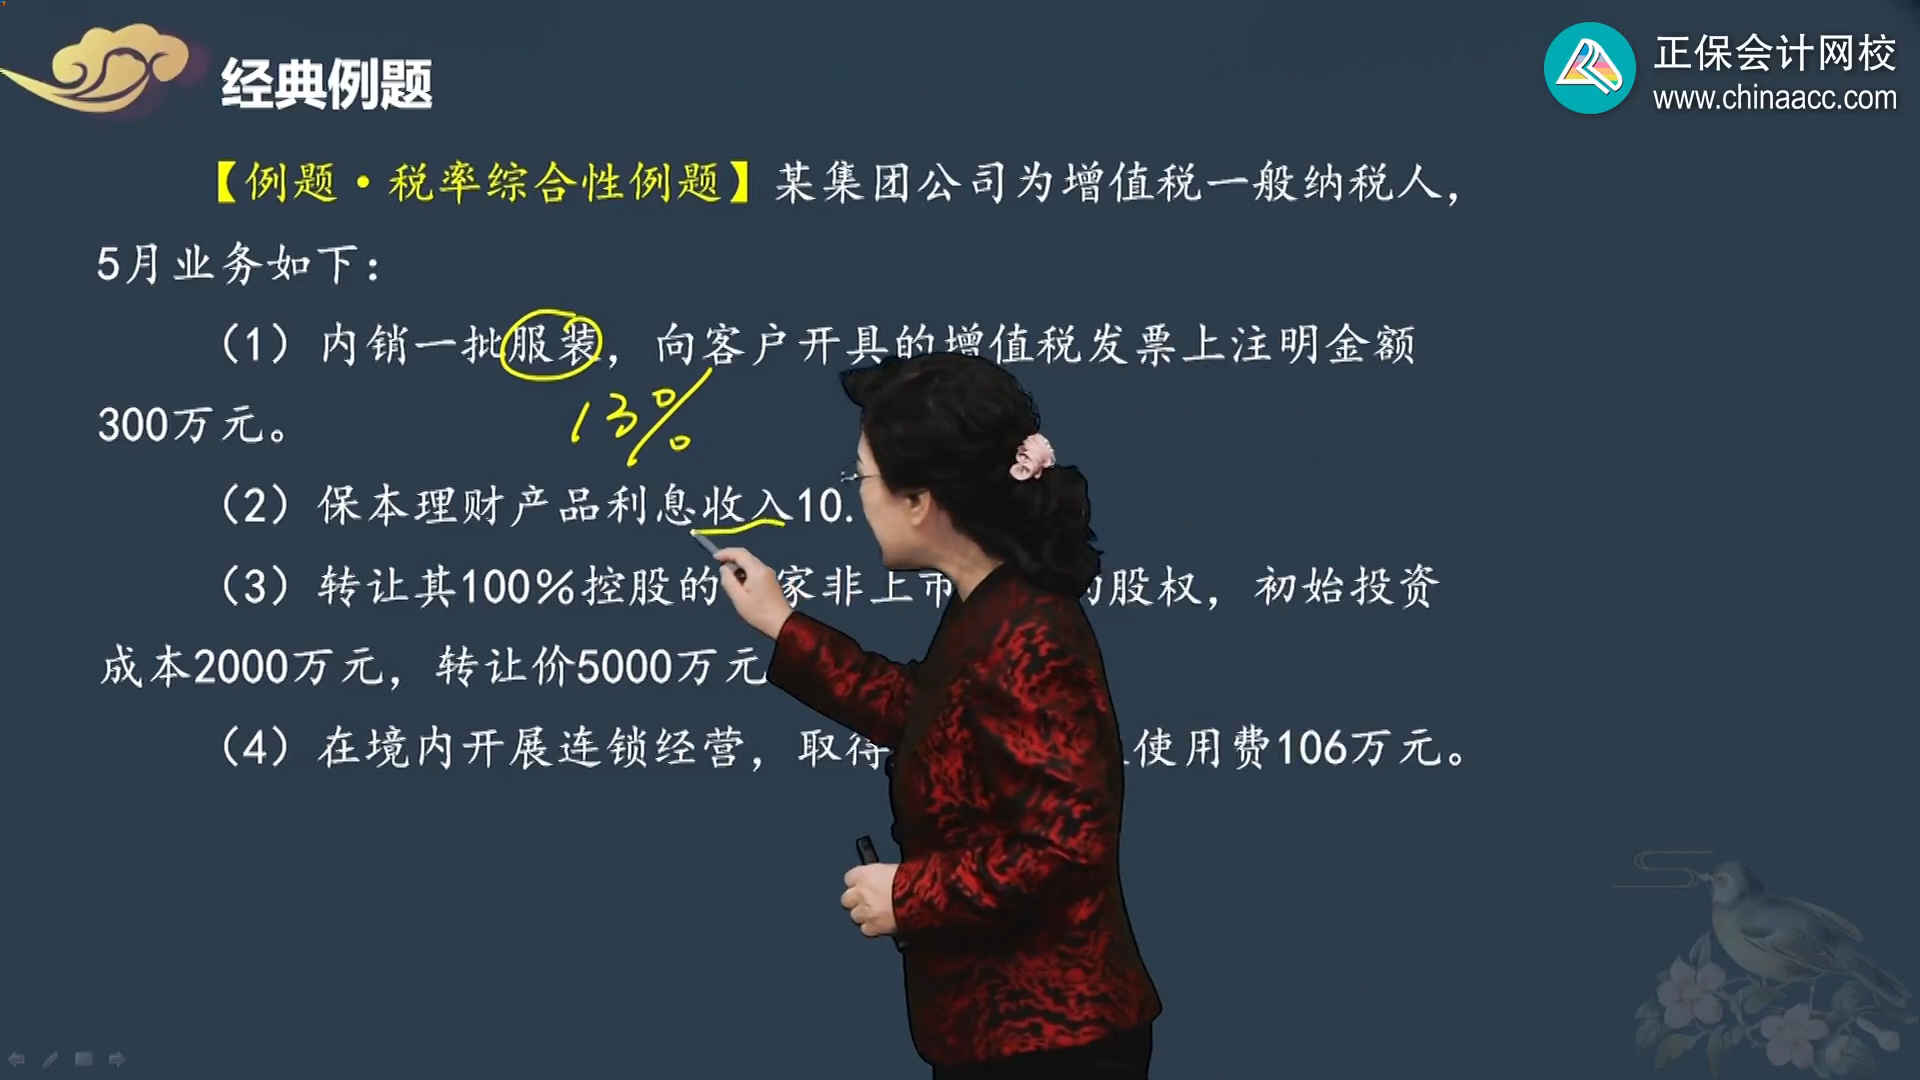 经典例题
正保会计网校
www.chinaacc.com
【例题·税率综合性例题】某集团公司为增值税一般纳税人，
5月业务如下：
（1）内销一批服装，向客户开具的增值税发票上注明金额
300万元。
13%
（2）保本理财产品利息收入10.
（3）转让其100%控股的 家非上市 股权，初始投资
成本2000万元，转让价5000万元
（4）在境内开展连锁经营，取得 使用费106万元。